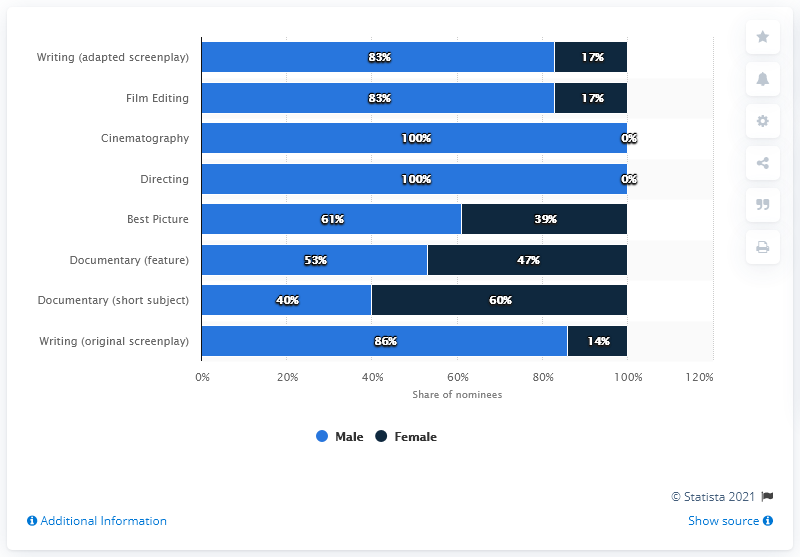 Writing (adapted screenplay) 83% 17%
Film Editing 83% 17%
Cinematography 100% 0%
Directing 100% 0%
Best Picture 61% 39%
Documentary (feature) 53% 47%
Documentary (short subject) 40% 60%
Writing (original screenplay) 86% 14%
0% 20% 40% 60% 80% 100% 120%
Share of nominees
Male Female
© Statista 2021
Additional Information Show source